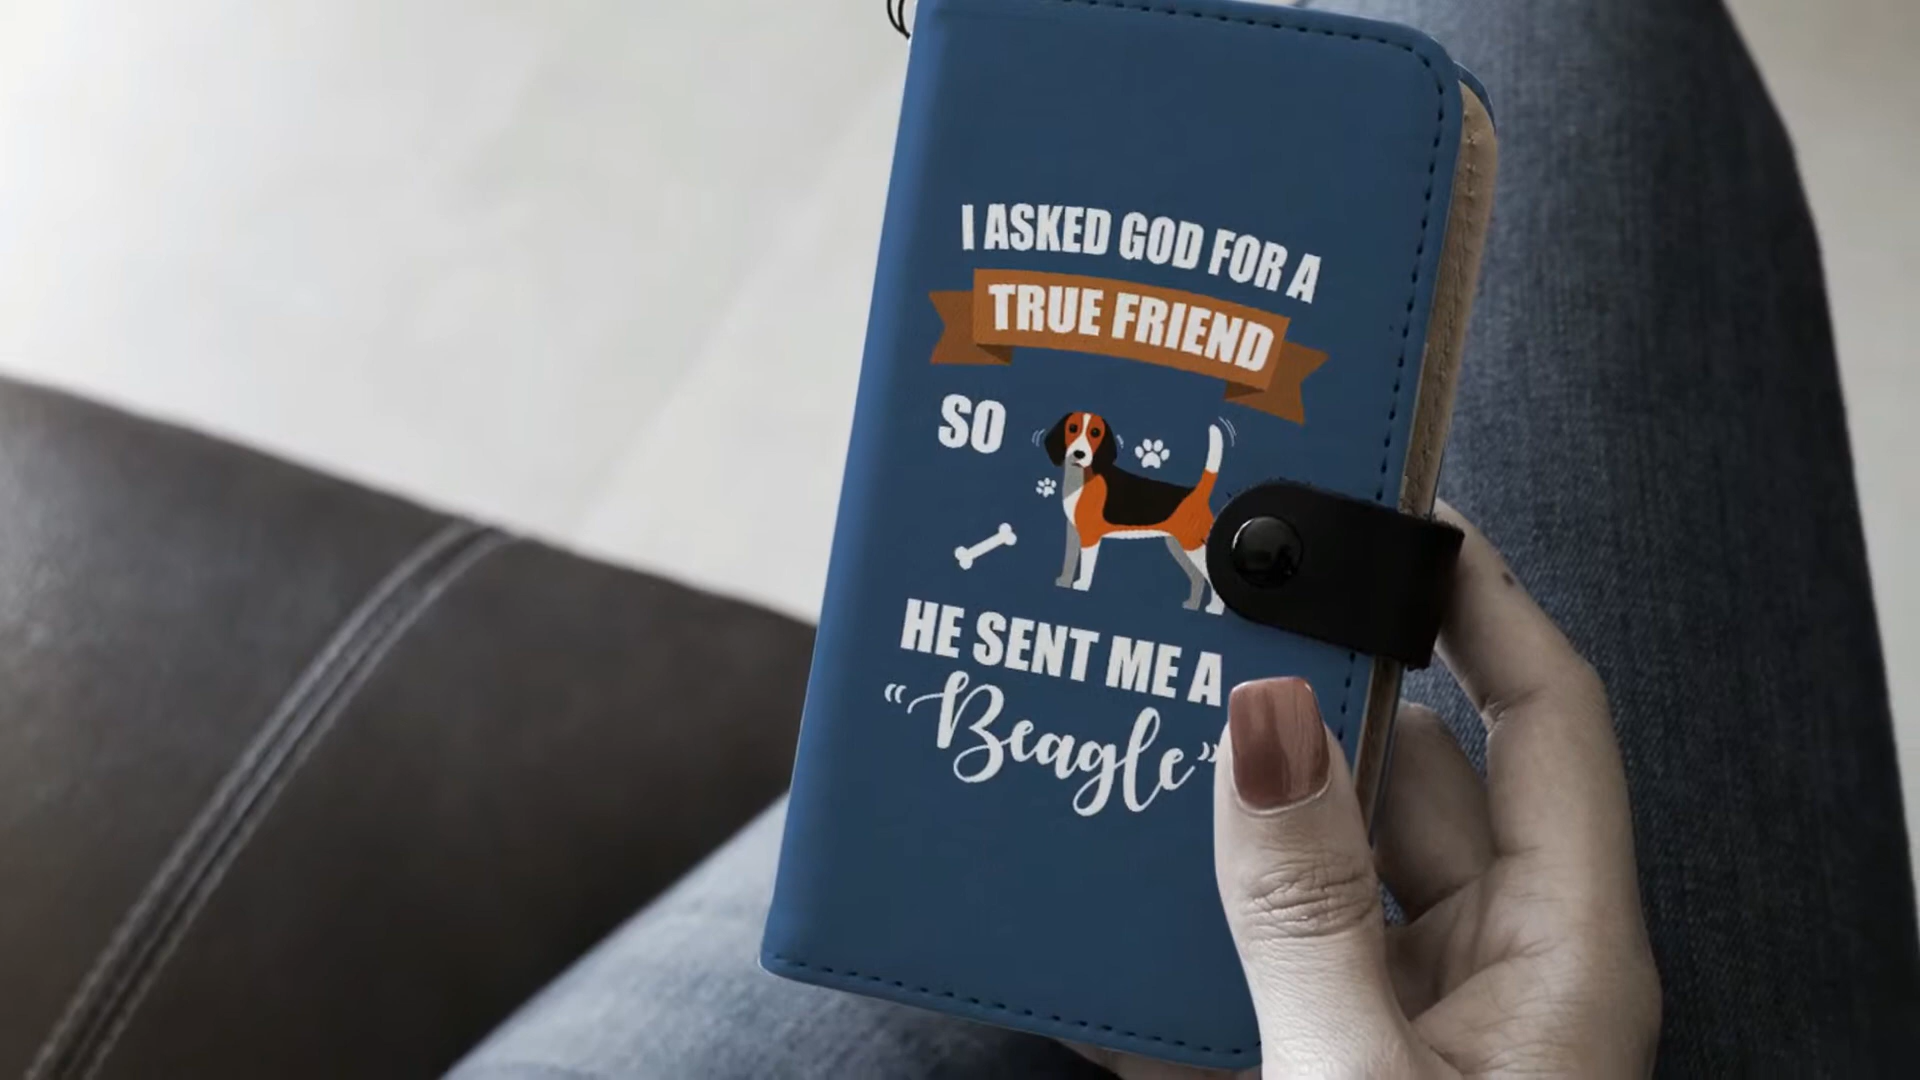 I ASKED GOD FOR A
TRUE FRIEND
SO
HE SENT ME A
"Beagle"